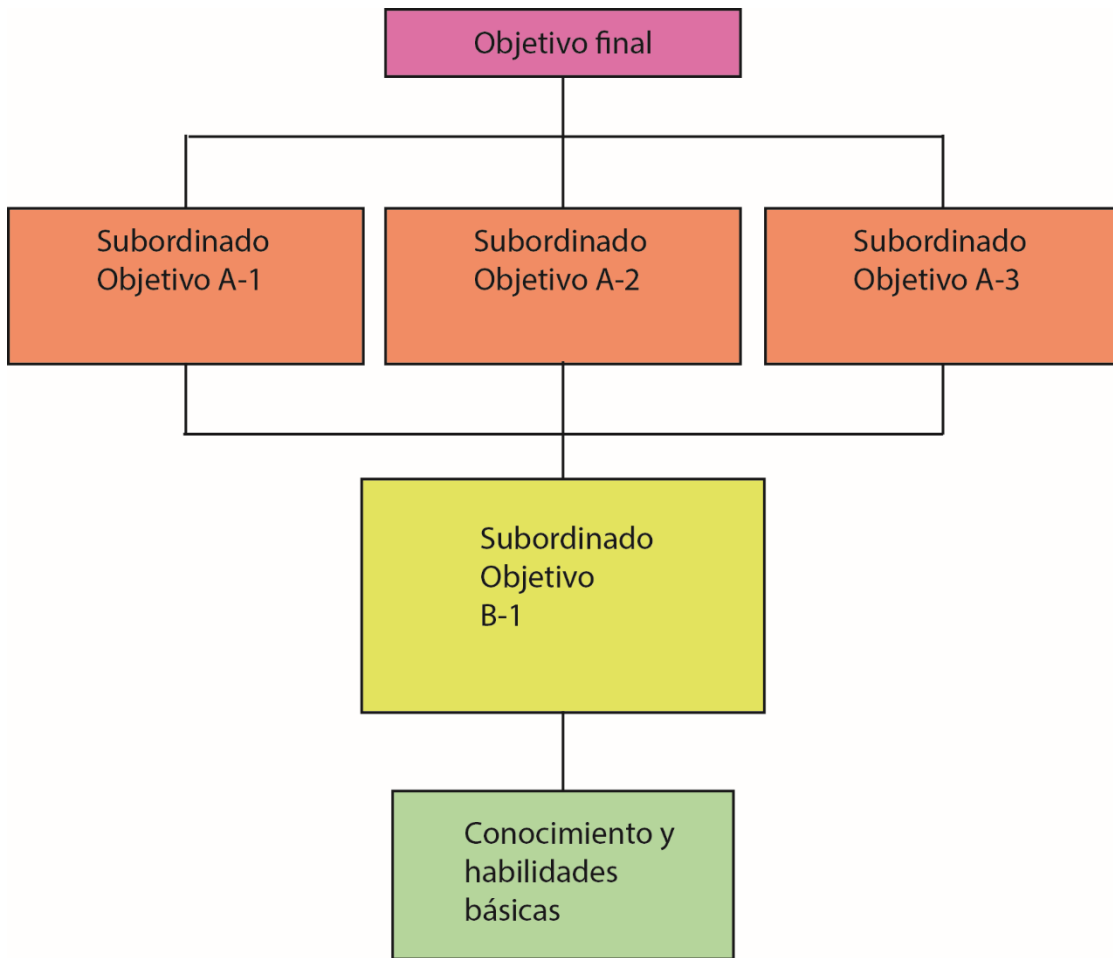 Objetivo final
Subordinado
Objetivo A-1
Subordinado
Objetivo A-2
Subordinado
Objetivo A-3
Subordinado
Objetivo
B-1
Conocimiento y
habilidades
básicas